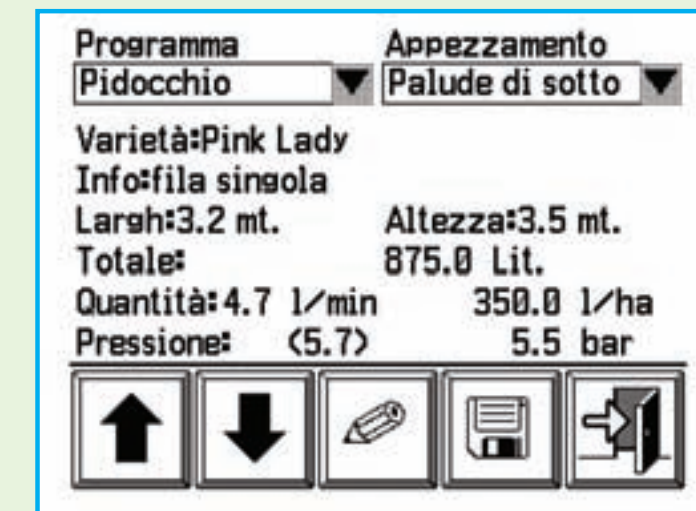 Programma Appezzamento
Pidocchio Palude di sotto
Varietà:Pink Lady
Info:fila singola
Largh:3.2 mt. Altezza:3.5 mt.
Totale: 875.0 Lit.
Quantità:4.7 l/min 350.0 l/ha
Pressione: (5.7) 5.5 bar